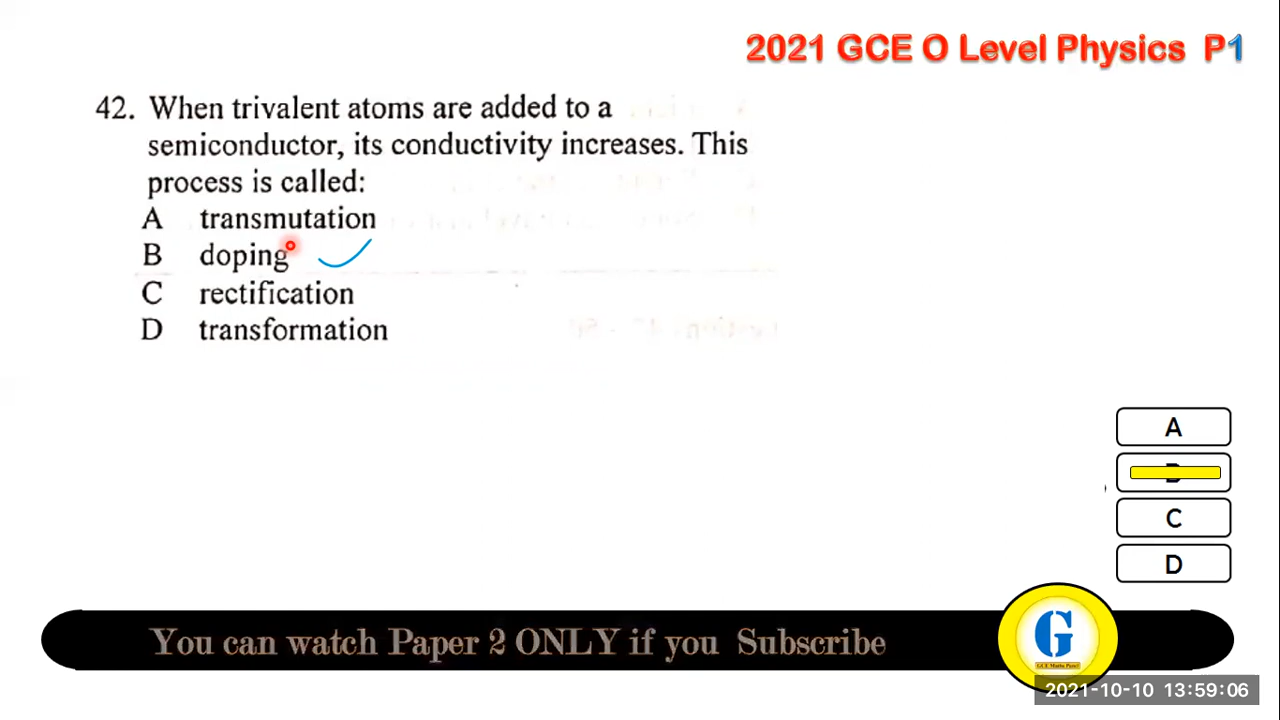 2021 GCE O Level Physics P1
42. When trivalent atoms are added to a
semiconductor, its conductivity increases. This
process is called:
A transmutation
B doping
C rectification
D transformation
A
C
D
You can watch Paper 2 ONLY if you Subscribe
G
2021-10-10 13:59:06